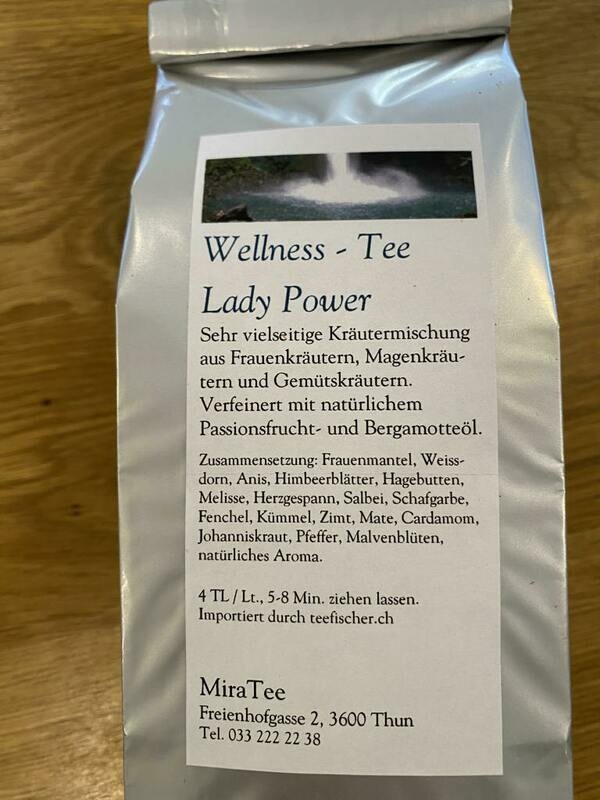 Wellness - Tee
Lady Power
Sehr vielseitige Kräutermischung
aus Frauenkräutern, Magenkräu-
tern und Gemütskräutern.
Verfeinert mit natürlichem
Passionsfrucht- und Bergamotteöl.
Zusammensetzung: Frauenmantel, Weiss-
dorn, Anis, Himbeerblätter, Hagebutten,
Melisse, Herzgespann, Salbei, Schafgarbe,
Fenchel, Kümmel, Zimt, Mate, Cardamom,
Johanniskraut, Pfeffer, Malvenblüten,
natürliches Aroma.
4 TL / Lt., 5-8 Min. ziehen lassen.
Importiert durch teefischer.ch
MiraTee
Freienhofgasse 2, 3600 Thun
Tel. 033 222 22 38